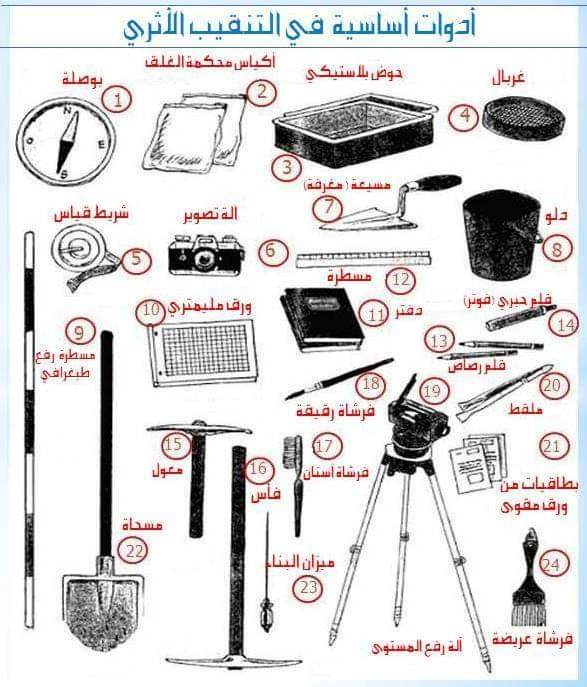 أدوات أساسية في التنقيب الأثري
غربال
4
حوض بلاستيكي
3
أكياس محكمة الغلق
2
بوصلة
1
N
E
S
O
دلو
8
مسيعة (مغرفة)
7
الة تصوير
6
شريط قياس
5
مسطرة
12
قلم حبري (فوتر)
14
دفتر
11
ورق مليمتري
10
9
مسطرة رفع
طبغرافي
13
قلم رصاص
18
فرشاة رقيقة
19
20
ملقط
15
معول
16
فأس
17
فرشاة أسنان
21
بطاقيات من
ورق مقوى
مسحاة
22
ميزان البناء
23
24
فرشاة عريضة
آلة رفع المستوى